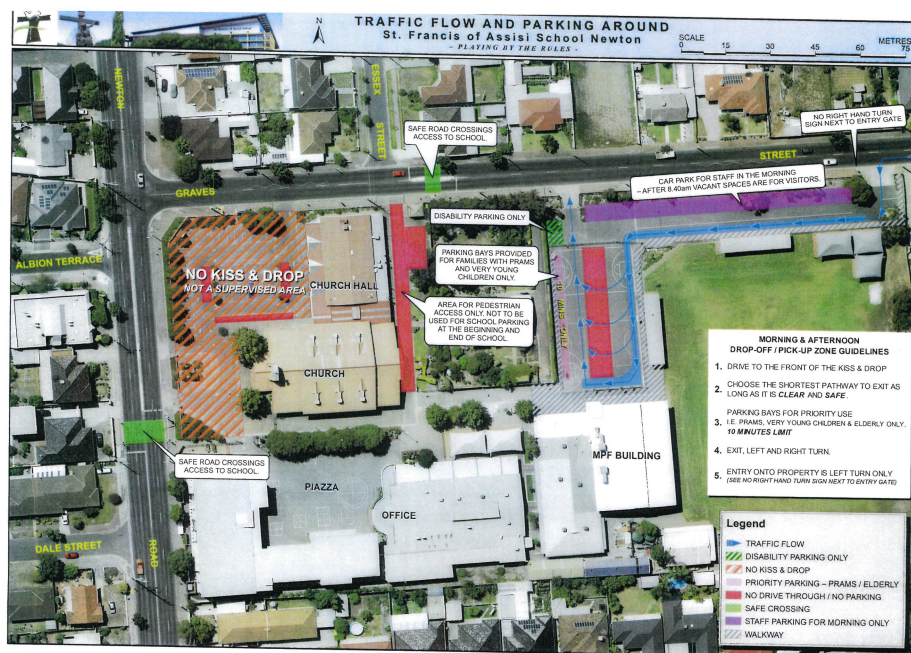 TRAFFIC FLOW AND PARKING AROUND
St. Francis of Assisi School Newton
- PLAYING BY THE RULES -
N
SCALE
METRES
0 15 30 45 60 75
NEWTON
ESSEX
STREET
SAFE ROAD CROSSINGS
ACCESS TO SCHOOL.
NO RIGHT HAND TURN
SIGN NEXT TO ENTRY GATE
GRAVES
STREET
CAR PARK FOR STAFF IN THE MORNING
– AFTER 8.40am VACANT SPACES ARE FOR VISITORS.
DISABILITY PARKING ONLY
ALBION TERRACE
NO KISS & DROP
NOT A SUPERVISED AREA
CHURCH HALL
PARKING BAYS PROVIDED
FOR FAMILIES WITH PRAMS
AND VERY YOUNG
CHILDREN ONLY.
AREA FOR PEDESTRIAN
ACCESS ONLY. NOT TO BE
USED FOR SCHOOL PARKING
AT THE BEGINNING AND
END OF SCHOOL.
CHURCH
MORNING & AFTERNOON
DROP-OFF / PICK-UP ZONE GUIDELINES
1. DRIVE TO THE FRONT OF THE KISS & DROP
2. CHOOSE THE SHORTEST PATHWAY TO EXIT AS
LONG AS IT IS CLEAR AND SAFE.
PARKING BAYS FOR PRIORITY USE
3. I.E. PRAMS, VERY YOUNG CHILDREN & ELDERLY ONLY.
10 MINUTES LIMIT
4. EXIT, LEFT AND RIGHT TURN.
5. ENTRY ONTO PROPERTY IS LEFT TURN ONLY
(SEE NO RIGHT HAND TURN SIGN NEXT TO ENTRY GATE)
SAFE ROAD CROSSINGS
ACCESS TO SCHOOL.
MPF BUILDING
PIAZZA
OFFICE
DALE STREET
ROAD
Legend
TRAFFIC FLOW
DISABILITY PARKING ONLY
NO KISS & DROP
PRIORITY PARKING – PRAMS / ELDERLY
NO DRIVE THROUGH / NO PARKING
SAFE CROSSING
STAFF PARKING FOR MORNING ONLY
WALKWAY